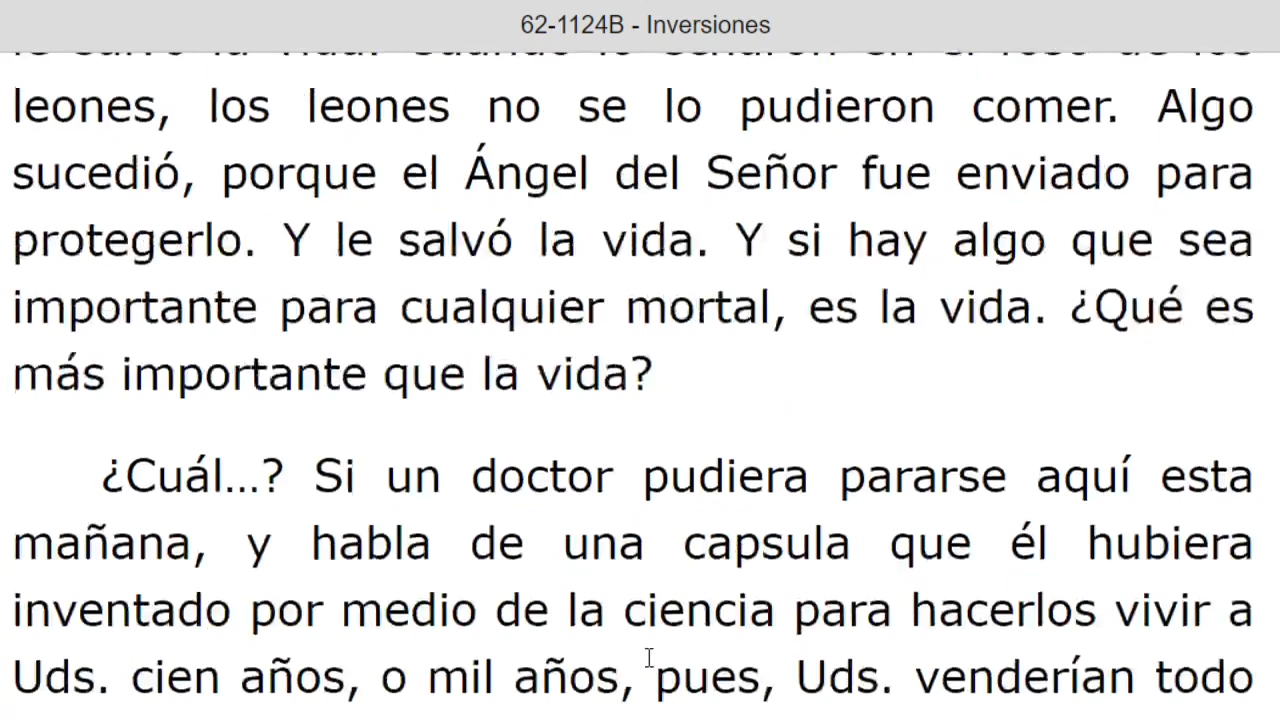 62-1124B - Inversiones
leones, los leones no se lo pudieron comer. Algo
sucedió, porque el Ángel del Señor fue enviado para
protegerlo. Y le salvó la vida. Y si hay algo que sea
importante para cualquier mortal, es la vida. ¿Qué es
más importante que la vida?
¿Cuál...? Si un doctor pudiera pararse aquí esta
mañana, y habla de una capsula que él hubiera
inventado por medio de la ciencia para hacerlos vivir a
Uds. cien años, o mil años, pues, Uds. venderían todo